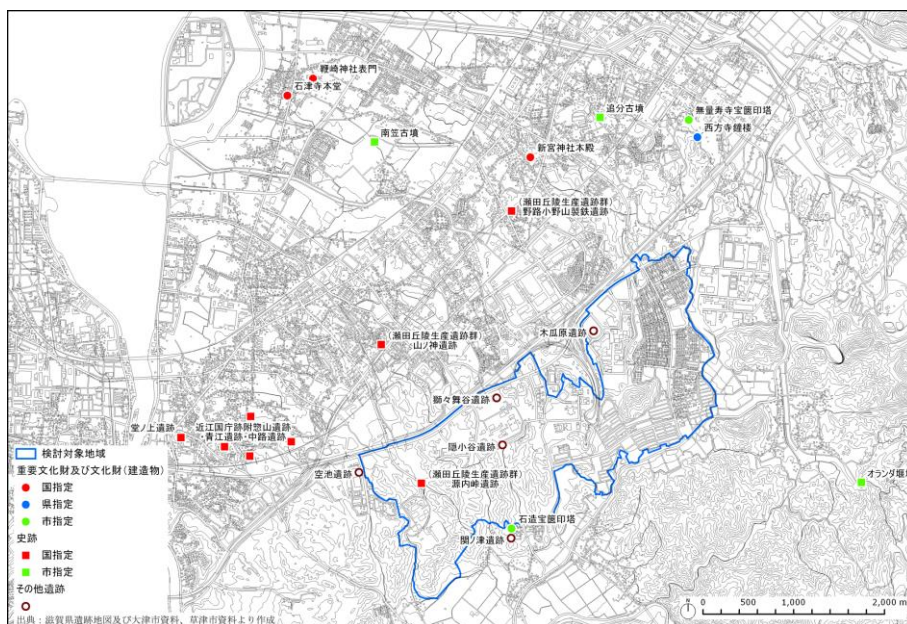 鞭崎神社表門
石津寺本堂
追分古墳
無量寿寺宝篋印塔
西方寺鐘楼
南笠古墳
新宮神社本殿
(瀬田丘陵生産遺跡群)
野路小野山製鉄遺跡
木瓜原遺跡
(瀬田丘陵生産遺跡群)
山ノ神遺跡
獅々舞谷遺跡
堂ノ上遺跡
近江国庁跡附惣山遺跡
・青江遺跡・中路遺跡
隠小谷遺跡
空池遺跡
(瀬田丘陵生産遺跡群)
源内峠遺跡
オランダ堰堤
石造宝篋印塔
関ノ津遺跡
検討対象地域
重要文化財及び文化財(建造物)
国指定
県指定
市指定
史跡
国指定
市指定
その他遺跡
出典:滋賀県遺跡地図及び大津市資料、草津市資料より作成
N
0 500 1,000 2,000 m